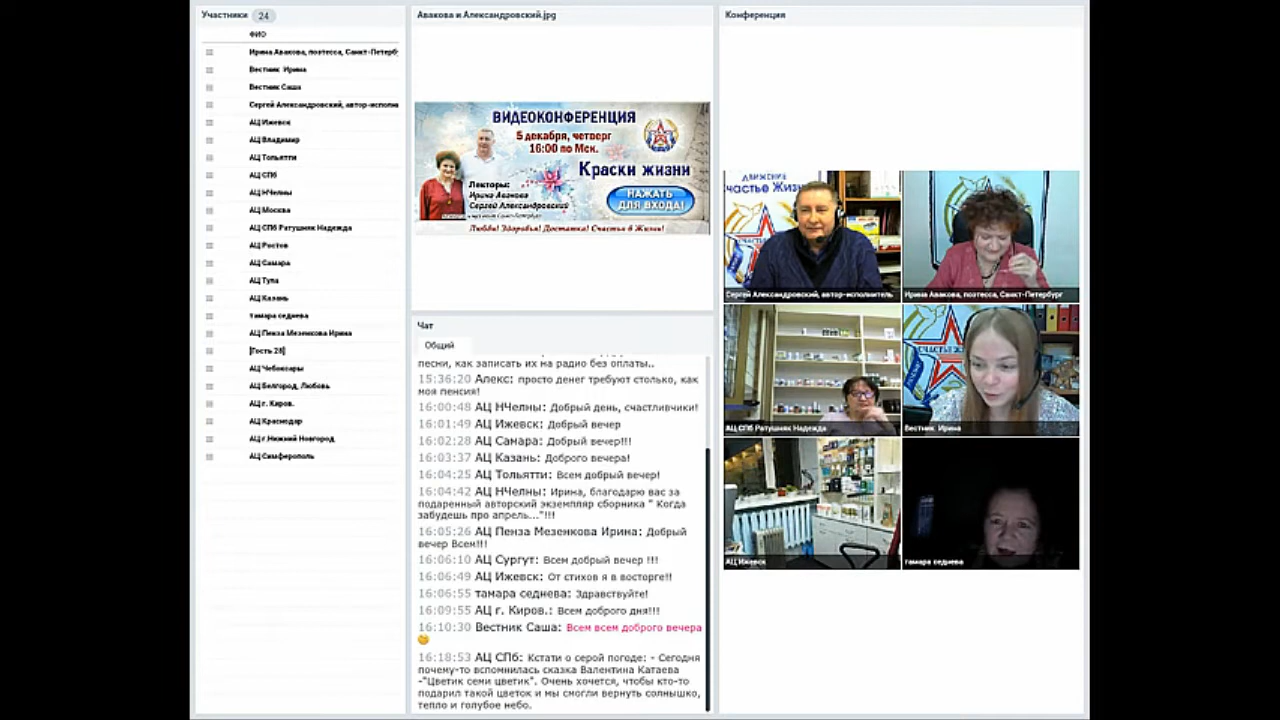 Участники 24
ФИО
Ирина Авакова, поэтесса, Санкт-Петерб
Вестник Ирина
Вестник Саша
Сергей Александровский, автор-исполни
АЦ Ижевск
АЦ Владимир
АЦ Тольятти
АЦ СПб
АЦ НЧелны
АЦ Москва
АЦ СПб Ратушняк Надежда
АЦ Ростов
АЦ Самара
АЦ Тула
АЦ Казань
тамара седнева
АЦ Пенза Мезенкова Ирина
[Гость 28]
АЦ Чебоксары
АЦ Белгород, Любовь
АЦ г. Киров.
АЦ Краснодар
АЦ г.Нижний Новгород
АЦ Симферополь
Авакова и Александровский.jpg
ВИДЕОКОНФЕРЕНЦИЯ
5 декабря, четверг
16:00 по Мск.
Краски жизни
Лекторы:
Ирина Авакова
Сергей Александровский
НАЖАТЬ
ДЛЯ ВХОДА!
Любви! Здоровья! Достатка! Счастья в Жизни!
Чат
Общий
песни, как записать их на радио без оплаты..
15:36:20 Алекс: просто денег требуют столько, как
моя пенсия!
16:00:48 АЦ НЧелны: Добрый день, счастливчики!
16:01:49 АЦ Ижевск: Добрый вечер
16:02:28 АЦ Самара: Добрый вечер!!!
16:03:37 АЦ Казань: Доброго вечера!
16:04:25 АЦ Тольятти: Всем добрый вечер!
16:04:42 АЦ НЧелны: Ирина, благодарю вас за
подаренный авторский экземпляр сборника " Когда
забудешь про апрель..."!!!
16:05:26 АЦ Пенза Мезенкова Ирина: Добрый
вечер Всем!!!
16:06:10 АЦ Сургут: Всем добрый вечер !!!
16:06:49 АЦ Ижевск: От стихов я в восторге!!
16:06:55 тамара седнева: Здравствуйте!
16:09:55 АЦ г. Киров.: Всем доброго дня!!!
16:10:30 Вестник Саша: Всем всем доброго вечера
16:18:53 АЦ СПб: Кстати о серой погоде: - Сегодня
почему-то вспомнилась сказка Валентина Катаева
-"Цветик семи цветик". Очень хочется, чтобы кто-то
подарил такой цветок и мы смогли вернуть солнышко,
тепло и голубое небо.
Конференция
ДВИЖЕНИЕ
Счастье Жизн
Сергей Александровский, автор-исполнитель
Ирина Авакова, поэтесса, Санкт-Петербург
АЦ СПб Ратушняк Надежда
Вестник Ирина
АЦ Ижевск
тамара седнева